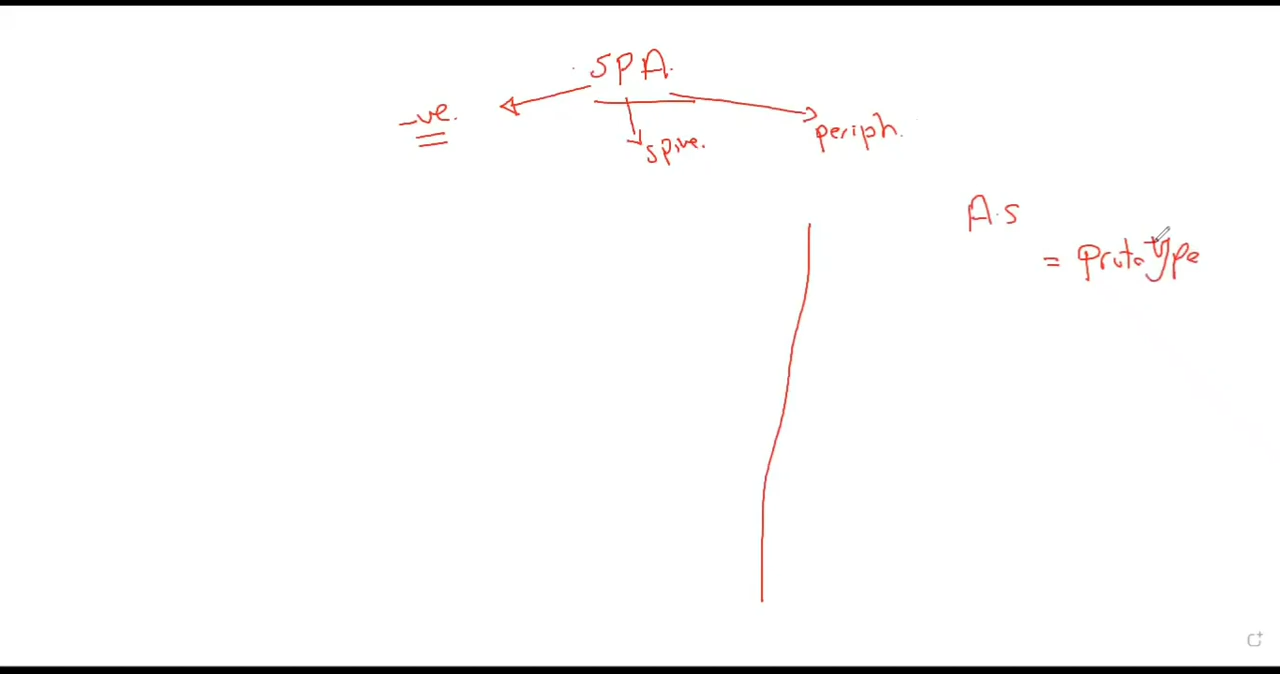 SPA.
-ve.
spine.
periph.
A.S
= Prototype